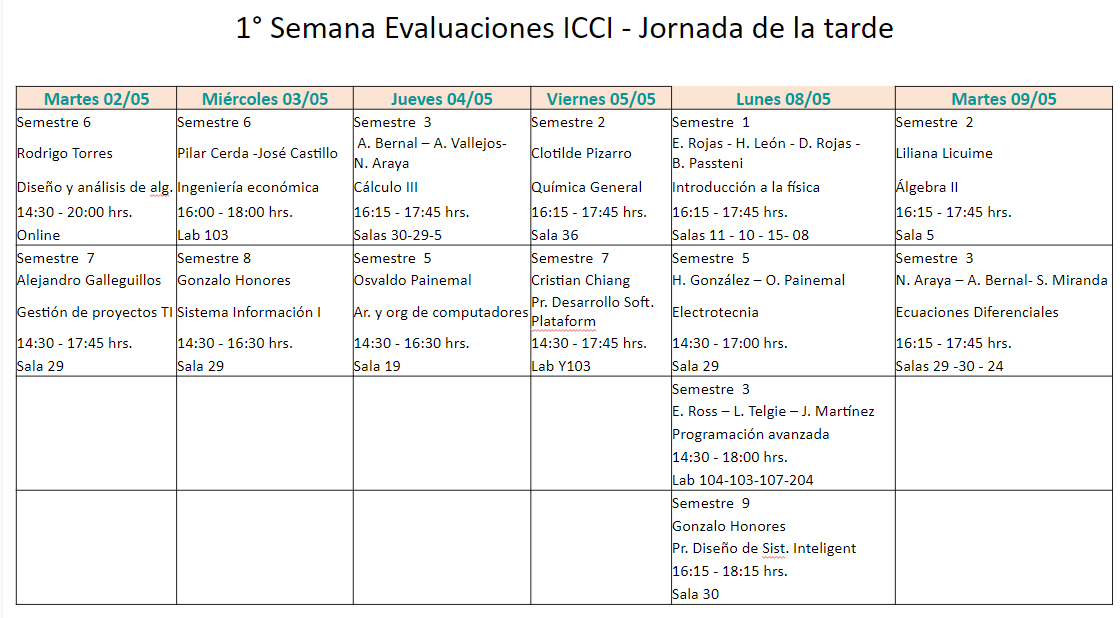 1° Semana Evaluaciones ICCI - Jornada de la tarde
Martes 02/05
Miércoles 03/05
Jueves 04/05
Viernes 05/05
Lunes 08/05
Martes 09/05
Semestre 6
Rodrigo Torres
Diseño y análisis de alg.
14:30 - 20:00 hrs.
Online
Semestre 6
Pilar Cerda -José Castillo
Ingeniería económica
16:00 - 18:00 hrs.
Lab 103
Semestre 3
A. Bernal – A. Vallejos-
N. Araya
Cálculo III
16:15 - 17:45 hrs.
Salas 30-29-5
Semestre 2
Clotilde Pizarro
Química General
16:15 - 17:45 hrs.
Sala 36
Semestre 1
E. Rojas - H. León - D. Rojas -
B. Passteni
Introducción a la física
16:15 - 17:45 hrs.
Salas 11 - 10 - 15- 08
Semestre 2
Liliana Licuime
Álgebra II
16:15 - 17:45 hrs.
Sala 5
Semestre 7
Alejandro Galleguillos
Gestión de proyectos TI
14:30 - 17:45 hrs.
Sala 29
Semestre 8
Gonzalo Honores
Sistema Información I
14:30 - 16:30 hrs.
Sala 29
Semestre 5
Osvaldo Painemal
Ar. y org de computadores
14:30 - 16:30 hrs.
Sala 19
Semestre 7
Cristian Chiang
Pr. Desarrollo Soft.
Plataform
14:30 - 17:45 hrs.
Lab Y103
Semestre 5
H. González – O. Painemal
Electrotecnia
14:30 - 17:00 hrs.
Sala 29
Semestre 3
N. Araya – A. Bernal- S. Miranda
Ecuaciones Diferenciales
16:15 - 17:45 hrs.
Salas 29 -30 - 24
Semestre 3
E. Ross – L. Telgie – J. Martínez
Programación avanzada
14:30 - 18:00 hrs.
Lab 104-103-107-204
Semestre 9
Gonzalo Honores
Pr. Diseño de Sist. Inteligent
16:15 - 18:15 hrs.
Sala 30